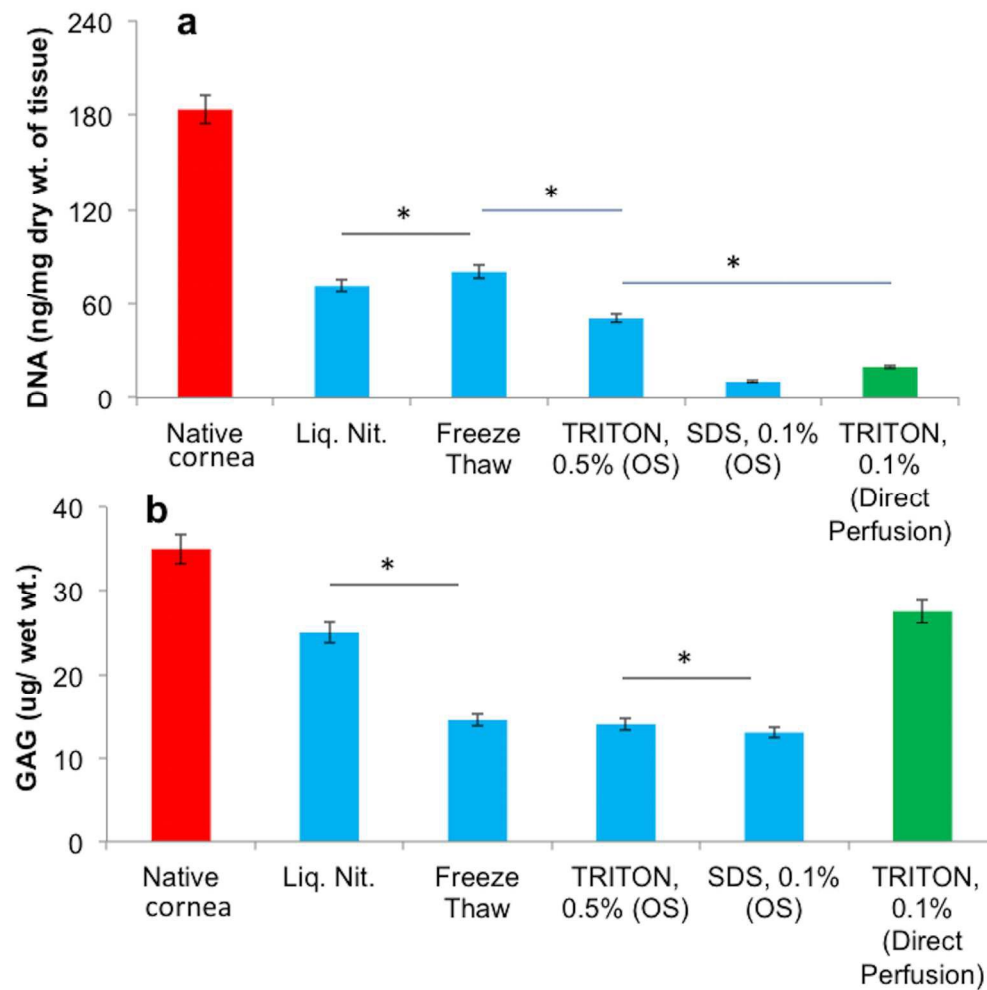 a
DNA (ng/mg dry wt. of tissue)
240
180
120
60
0
*
*
*
Native
cornea
Liq. Nit.
Freeze
Thaw
TRITON,
0.5% (OS)
SDS, 0.1%
(OS)
TRITON,
0.1%
(Direct
Perfusion)
b
GAG (ug/ wet wt.)
40
30
20
10
0
*
*
Native
cornea
Liq. Nit.
Freeze
Thaw
TRITON,
0.5% (OS)
SDS, 0.1%
(OS)
TRITON,
0.1%
(Direct
Perfusion)